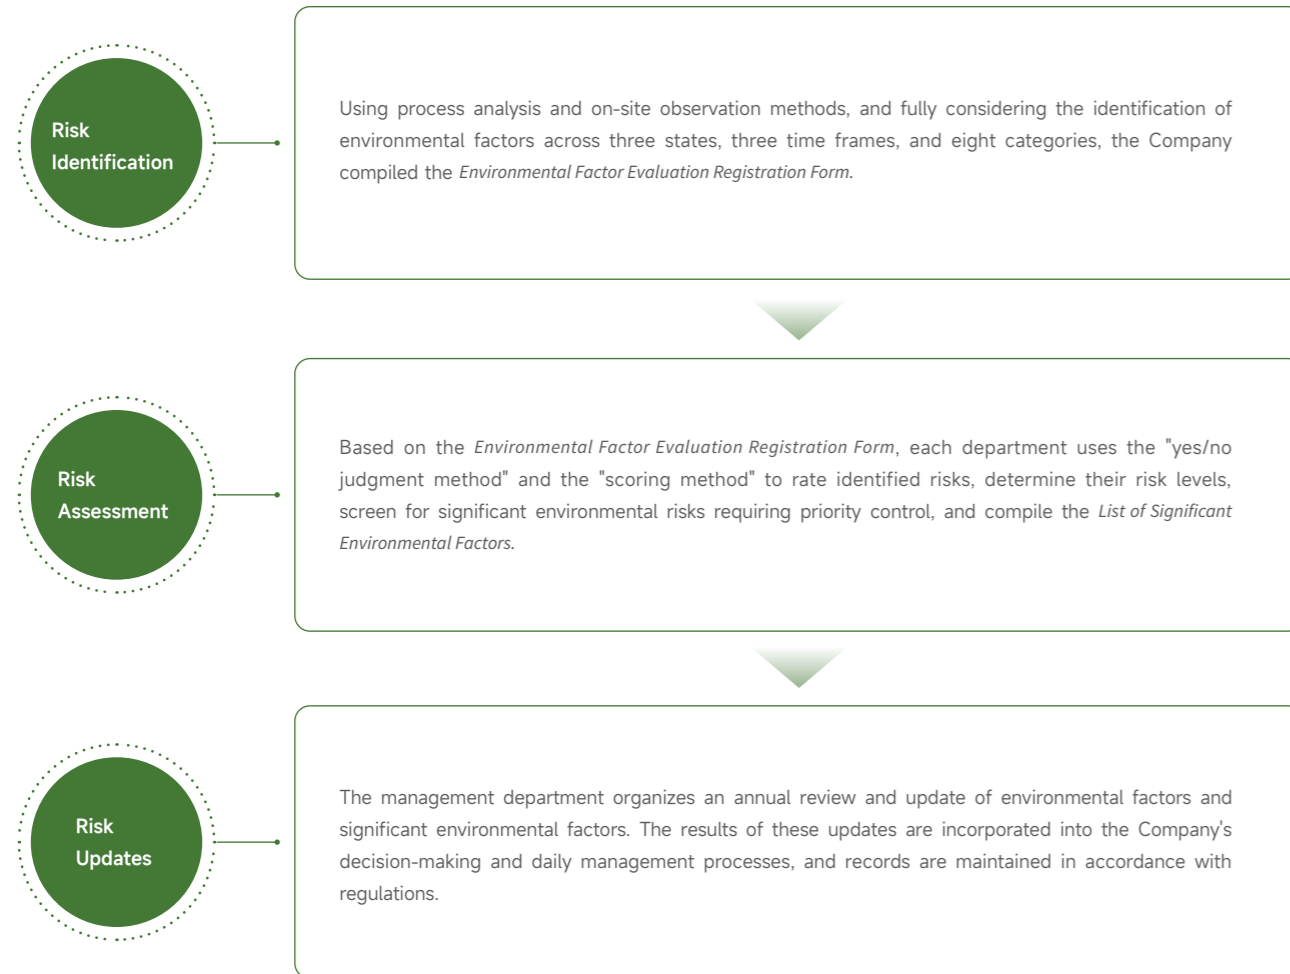 Risk
Identification
Using process analysis and on-site observation methods, and fully considering the identification of
environmental factors across three states, three time frames, and eight categories, the Company
compiled the Environmental Factor Evaluation Registration Form.
Risk
Assessment
Based on the Environmental Factor Evaluation Registration Form, each department uses the "yes/no
judgment method" and the "scoring method" to rate identified risks, determine their risk levels,
screen for significant environmental risks requiring priority control, and compile the List of Significant
Environmental Factors.
Risk
Updates
The management department organizes an annual review and update of environmental factors and
significant environmental factors. The results of these updates are incorporated into the Company's
decision-making and daily management processes, and records are maintained in accordance with
regulations.